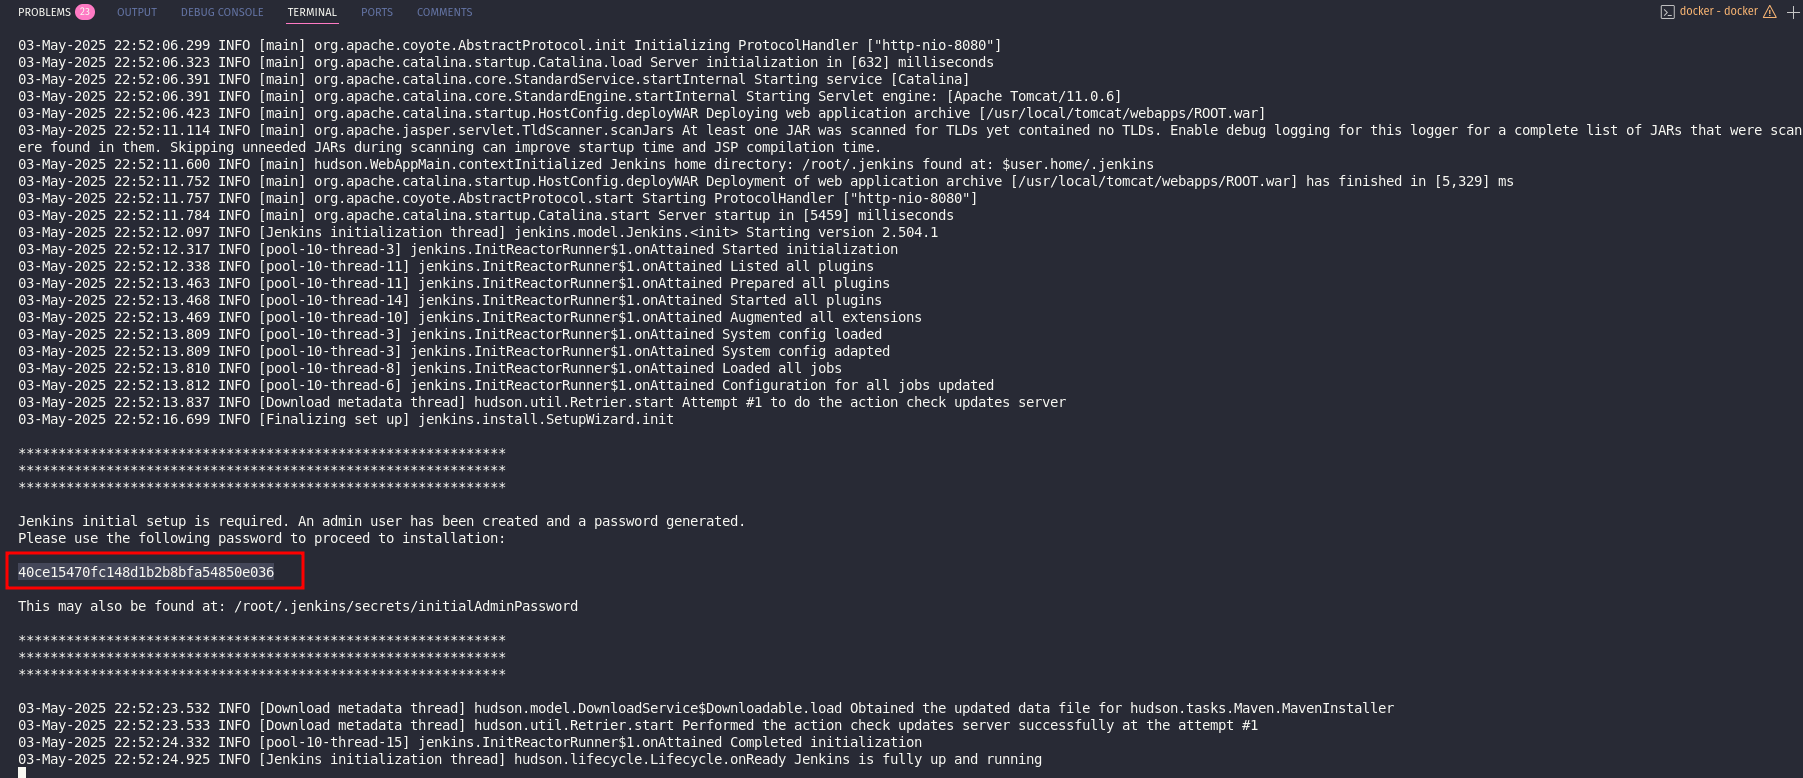 PROBLEMS 23 OUTPUT DEBUG CONSOLE TERMINAL PORTS COMMENTS docker - docker
03-May-2025 22:52:06.299 INFO [main] org.apache.coyote.AbstractProtocol.init Initializing ProtocolHandler ["http-nio-8080"]
03-May-2025 22:52:06.323 INFO [main] org.apache.catalina.startup.Catalina.load Server initialization in [632] milliseconds
03-May-2025 22:52:06.391 INFO [main] org.apache.catalina.core.StandardService.startInternal Starting service [Catalina]
03-May-2025 22:52:06.391 INFO [main] org.apache.catalina.core.StandardEngine.startInternal Starting Servlet engine: [Apache Tomcat/11.0.6]
03-May-2025 22:52:06.423 INFO [main] org.apache.catalina.startup.HostConfig.deployWAR Deploying web application archive [/usr/local/tomcat/webapps/ROOT.war]
03-May-2025 22:52:11.114 INFO [main] org.apache.jasper.servlet.TldScanner.scanJars At least one JAR was scanned for TLDs yet contained no TLDs. Enable debug logging for this logger for a complete list of JARs that were scan
ere found in them. Skipping unneeded JARs during scanning can improve startup time and JSP compilation time.
03-May-2025 22:52:11.600 INFO [main] hudson.WebAppMain.contextInitialized Jenkins home directory: /root/.jenkins found at: $user.home/.jenkins
03-May-2025 22:52:11.752 INFO [main] org.apache.catalina.startup.HostConfig.deployWAR Deployment of web application archive [/usr/local/tomcat/webapps/ROOT.war] has finished in [5,329] ms
03-May-2025 22:52:11.757 INFO [main] org.apache.coyote.AbstractProtocol.start Starting ProtocolHandler ["http-nio-8080"]
03-May-2025 22:52:11.784 INFO [main] org.apache.catalina.startup.Catalina.start Server startup in [5459] milliseconds
03-May-2025 22:52:12.097 INFO [Jenkins initialization thread] jenkins.model.Jenkins.<init> Starting version 2.504.1
03-May-2025 22:52:12.317 INFO [pool-10-thread-3] jenkins.InitReactorRunner$1.onAttained Started initialization
03-May-2025 22:52:12.338 INFO [pool-10-thread-11] jenkins.InitReactorRunner$1.onAttained Listed all plugins
03-May-2025 22:52:13.463 INFO [pool-10-thread-11] jenkins.InitReactorRunner$1.onAttained Prepared all plugins
03-May-2025 22:52:13.468 INFO [pool-10-thread-14] jenkins.InitReactorRunner$1.onAttained Started all plugins
03-May-2025 22:52:13.469 INFO [pool-10-thread-10] jenkins.InitReactorRunner$1.onAttained Augmented all extensions
03-May-2025 22:52:13.809 INFO [pool-10-thread-3] jenkins.InitReactorRunner$1.onAttained System config loaded
03-May-2025 22:52:13.809 INFO [pool-10-thread-3] jenkins.InitReactorRunner$1.onAttained System config adapted
03-May-2025 22:52:13.810 INFO [pool-10-thread-8] jenkins.InitReactorRunner$1.onAttained Loaded all jobs
03-May-2025 22:52:13.812 INFO [pool-10-thread-6] jenkins.InitReactorRunner$1.onAttained Configuration for all jobs updated
03-May-2025 22:52:13.837 INFO [Download metadata thread] hudson.util.Retrier.start Attempt #1 to do the action check updates server
03-May-2025 22:52:16.699 INFO [Finalizing set up] jenkins.install.SetupWizard.init
*************************************************************
*************************************************************
*************************************************************
Jenkins initial setup is required. An admin user has been created and a password generated.
Please use the following password to proceed to installation:
40ce15470fc148d1b2b8bfa54850e036
This may also be found at: /root/.jenkins/secrets/initialAdminPassword
*************************************************************
*************************************************************
*************************************************************
03-May-2025 22:52:23.532 INFO [Download metadata thread] hudson.model.DownloadService$Downloadable.load Obtained the updated data file for hudson.tasks.Maven.MavenInstaller
03-May-2025 22:52:23.533 INFO [Download metadata thread] hudson.util.Retrier.start Performed the action check updates server successfully at the attempt #1
03-May-2025 22:52:24.332 INFO [pool-10-thread-15] jenkins.InitReactorRunner$1.onAttained Completed initialization
03-May-2025 22:52:24.925 INFO [Jenkins initialization thread] hudson.lifecycle.Lifecycle.onReady Jenkins is fully up and running